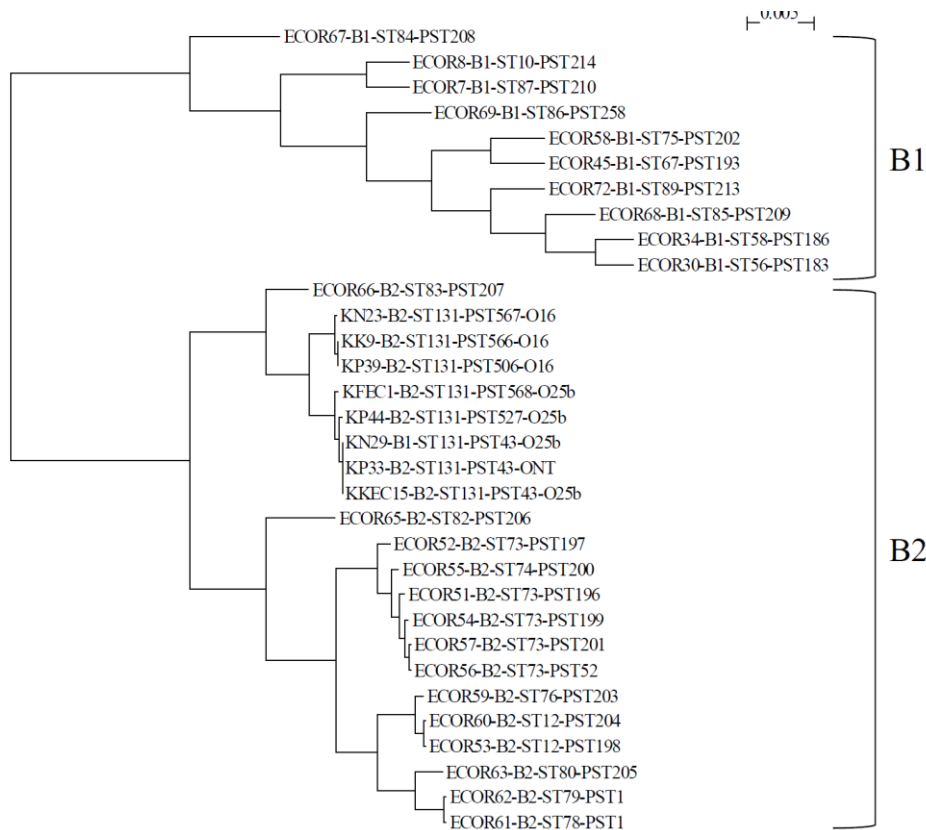 0.005
ECOR67-B1-ST84-PST208
ECOR8-B1-ST10-PST214
ECOR7-B1-ST87-PST210
ECOR69-B1-ST86-PST258
ECOR58-B1-ST75-PST202
ECOR45-B1-ST67-PST193
ECOR72-B1-ST89-PST213
ECOR68-B1-ST85-PST209
ECOR34-B1-ST58-PST186
ECOR30-B1-ST56-PST183
B1
ECOR66-B2-ST83-PST207
KN23-B2-ST131-PST567-O16
KK9-B2-ST131-PST566-O16
KP39-B2-ST131-PST506-O16
KFEC1-B2-ST131-PST568-O25b
KP44-B2-ST131-PST527-O25b
KN29-B1-ST131-PST43-O25b
KP33-B2-ST131-PST43-ONT
KKEC15-B2-ST131-PST43-O25b
ECOR65-B2-ST82-PST206
ECOR52-B2-ST73-PST197
ECOR55-B2-ST74-PST200
ECOR51-B2-ST73-PST196
ECOR54-B2-ST73-PST199
ECOR57-B2-ST73-PST201
ECOR56-B2-ST73-PST52
ECOR59-B2-ST76-PST203
ECOR60-B2-ST12-PST204
ECOR53-B2-ST12-PST198
ECOR63-B2-ST80-PST205
ECOR62-B2-ST79-PST1
ECOR61-B2-ST78-PST1
B2